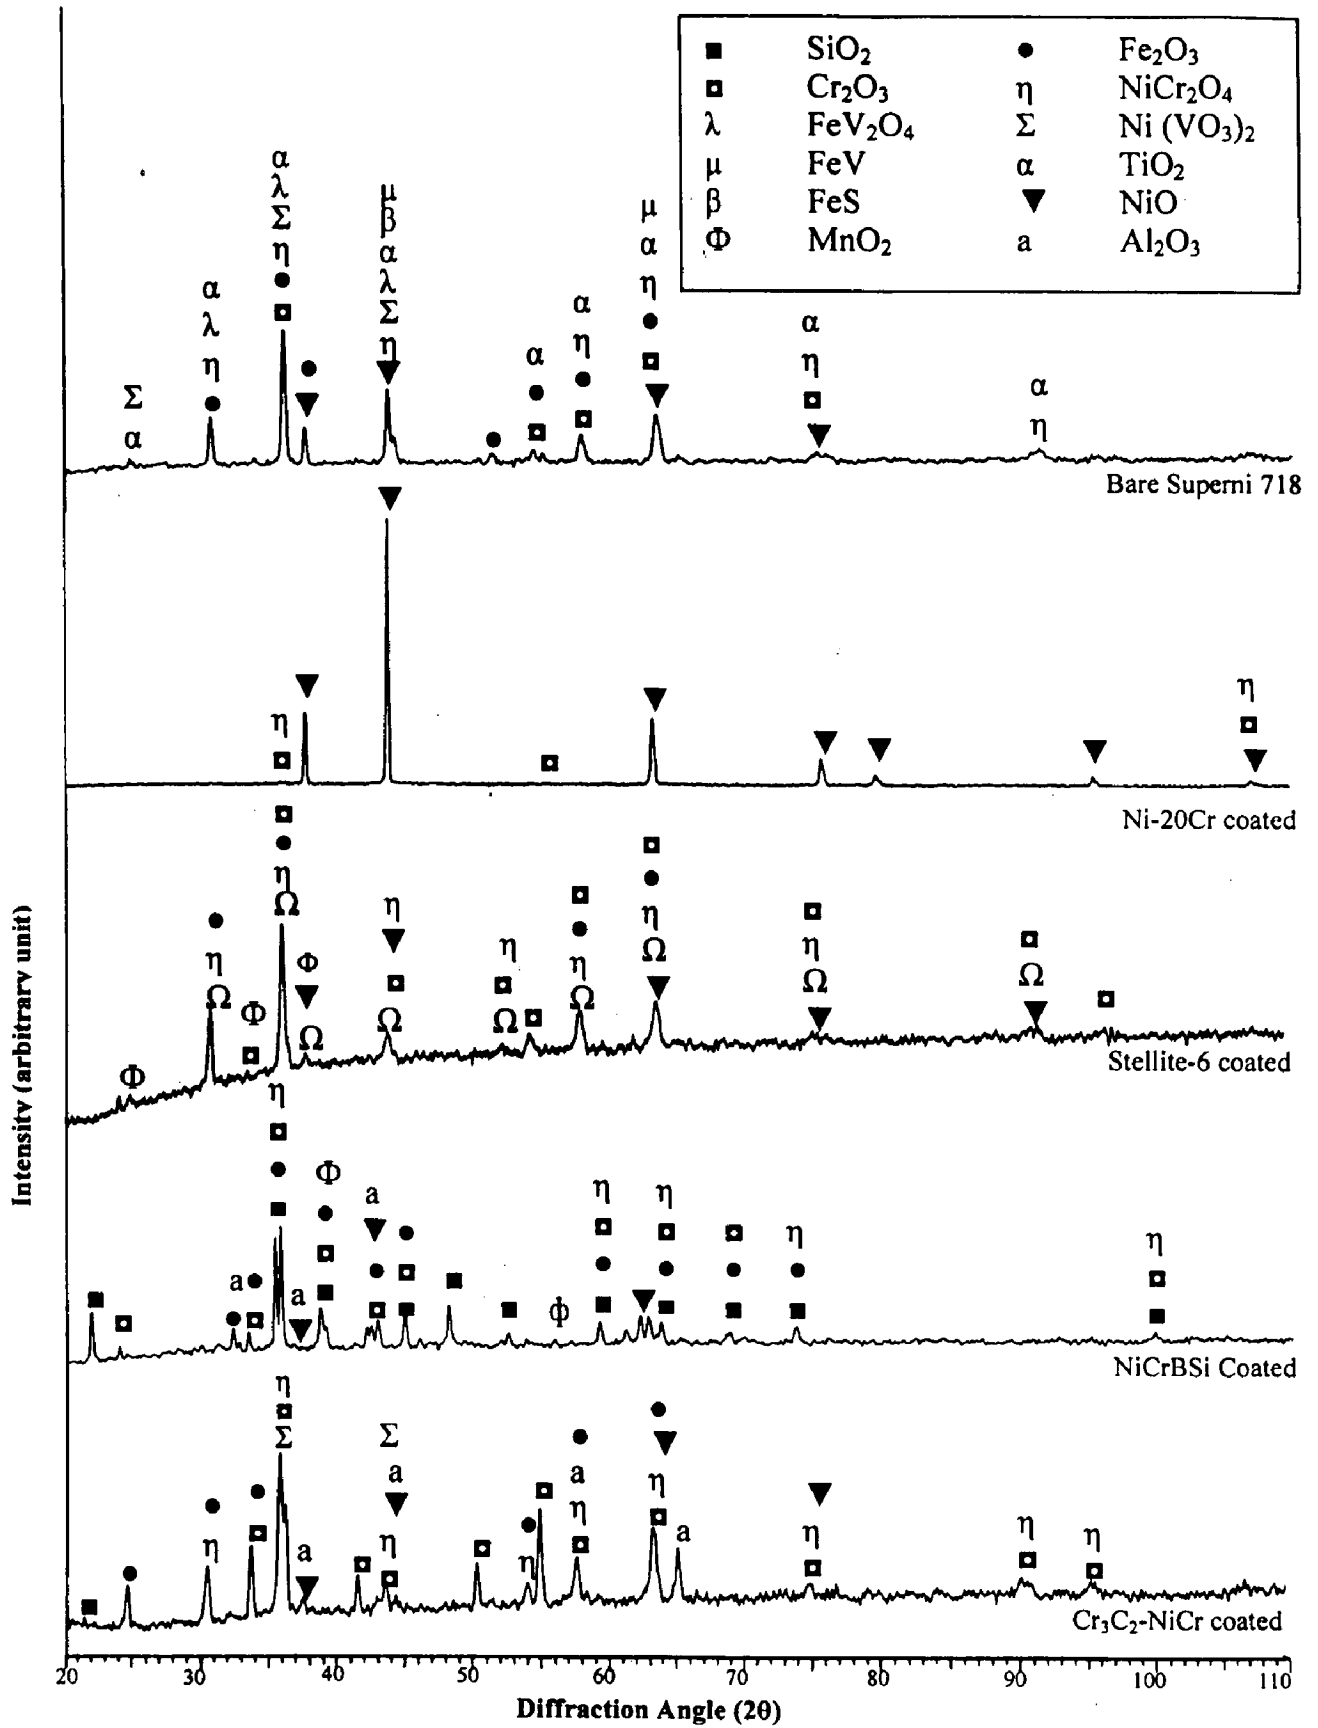 ■ SiO₂ ● Fe₂O₃
◘ Cr₂O₃ η NiCr₂O₄
λ FeV₂O₄ Σ Ni (VO₃)₂
μ FeV α TiO₂
β FeS ▼ NiO
Φ MnO₂ a Al₂O₃
α
λ
Σ
η
μ
β
α
λ
Σ
η
μ
α
η
α
λ
η
Σ
α
α
α
η
α
η
α
η
Bare Superni 718
η
η
Ni-20Cr coated
η
Ω
η
Ω
Φ
Φ
Φ
Ω
η
Ω
η
Ω
η
Ω
η
Ω
η
Ω
Ω
Stellite-6 coated
η
Φ
a
a
a
Φ
η
η
η
η
NiCrBSi Coated
η
Σ
η
a
Σ
a
η
η
a
η
η
a
η
η
η
Cr₃C₂-NiCr coated
20 30 40 50 60 70 80 90 100 110
Diffraction Angle (2θ)
Intensity (arbitrary unit)